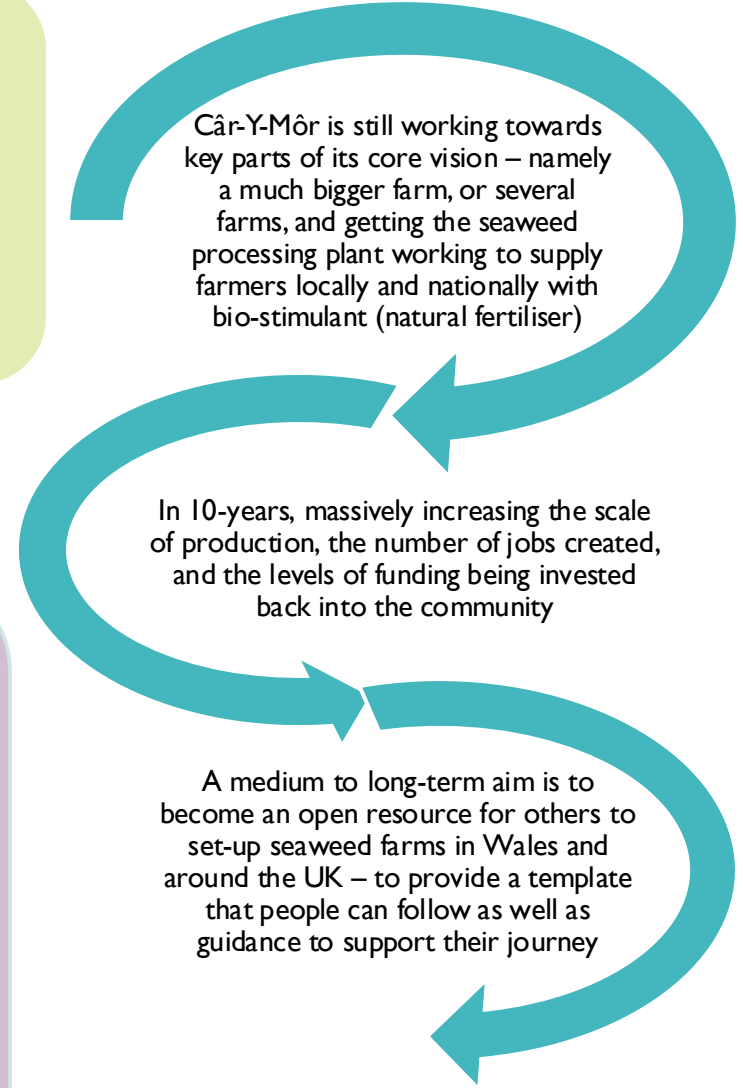 Câr-Y-Môr is still working towards
key parts of its core vision – namely
a much bigger farm, or several
farms, and getting the seaweed
processing plant working to supply
farmers locally and nationally with
bio-stimulant (natural fertiliser)
In 10-years, massively increasing the scale
of production, the number of jobs created,
and the levels of funding being invested
back into the community
A medium to long-term aim is to
become an open resource for others to
set-up seaweed farms in Wales and
around the UK – to provide a template
that people can follow as well as
guidance to support their journey